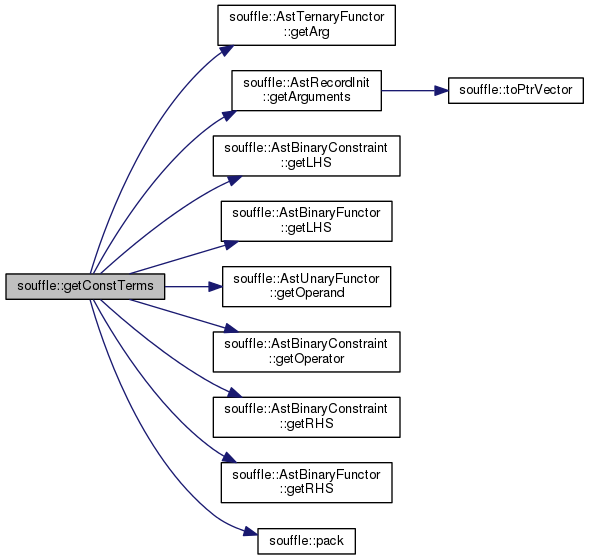 souffle::AstTernaryFunctor
::getArg
souffle::AstRecordInit
::getArguments
souffle::toPtrVector
souffle::AstBinaryConstraint
::getLHS
souffle::AstBinaryFunctor
::getLHS
souffle::getConstTerms
souffle::AstUnaryFunctor
::getOperand
souffle::AstBinaryConstraint
::getOperator
souffle::AstBinaryConstraint
::getRHS
souffle::AstBinaryFunctor
::getRHS
souffle::pack